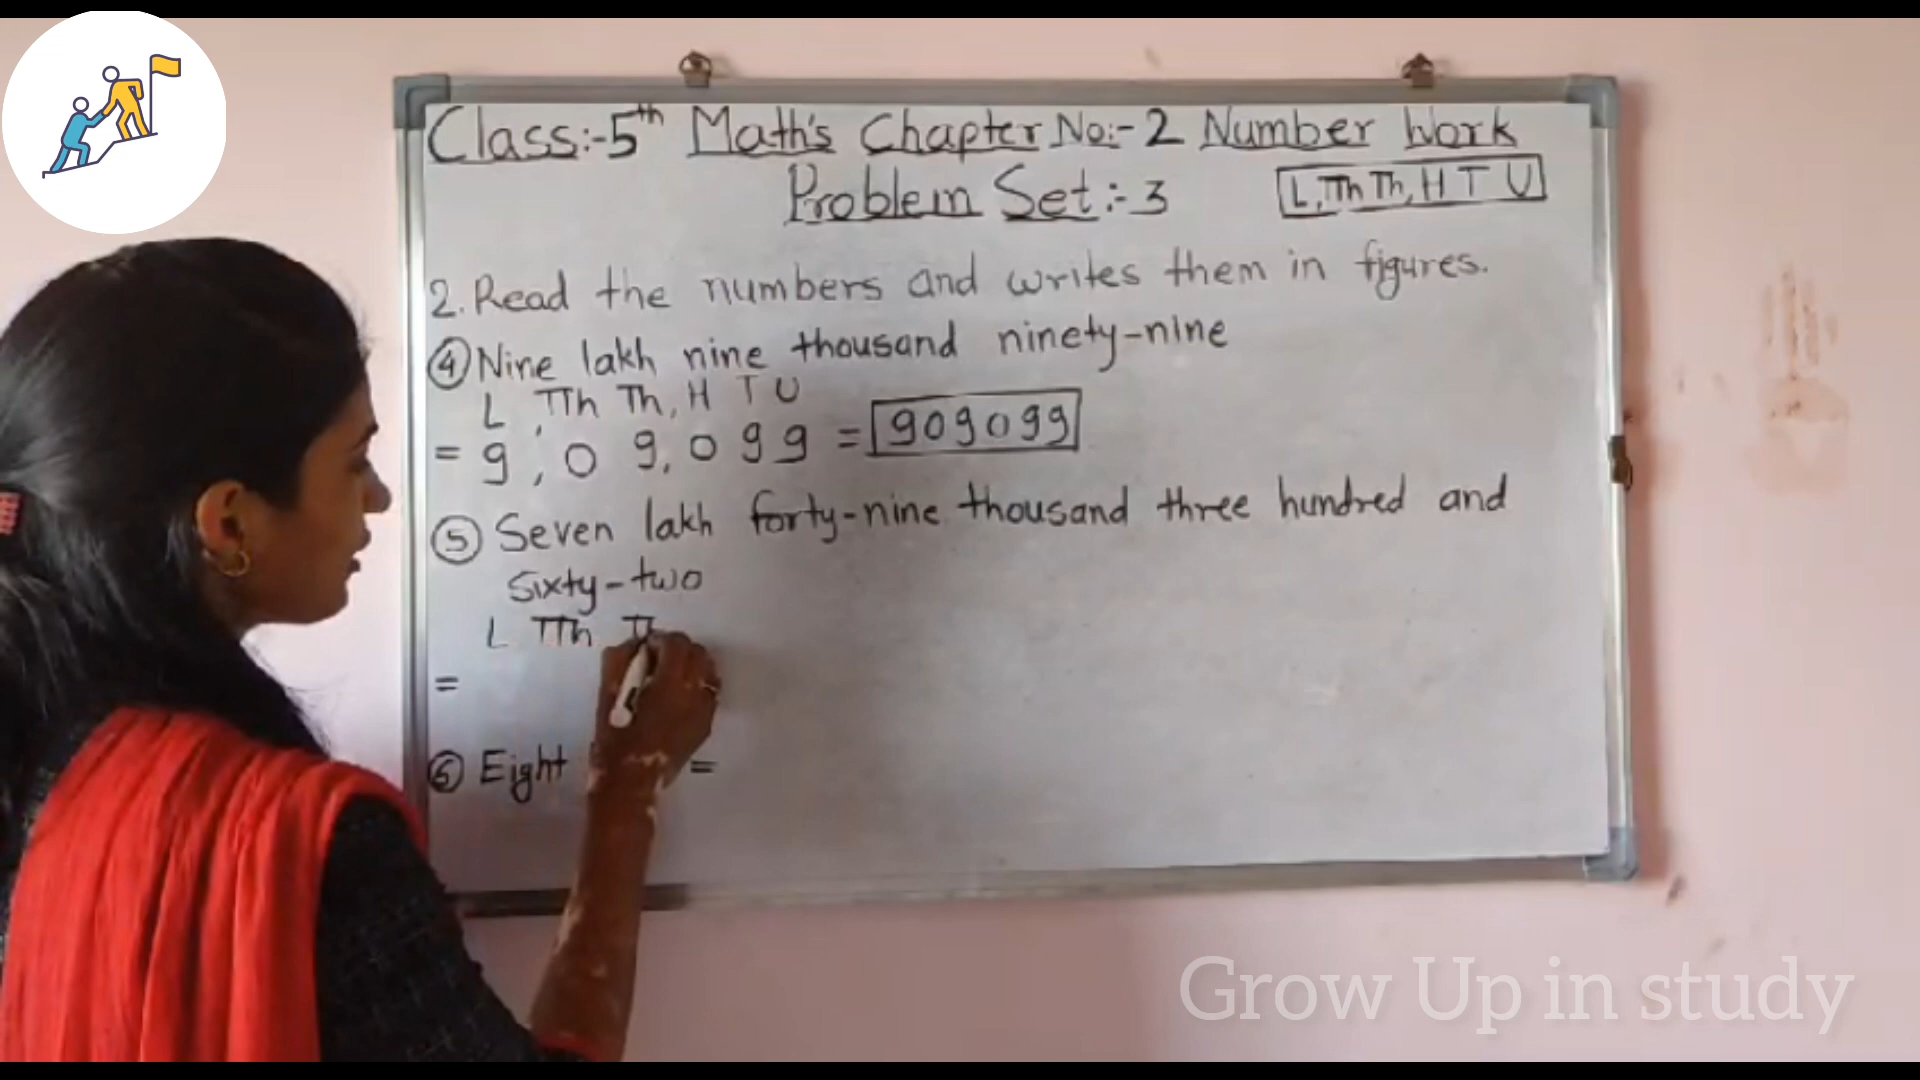 Class:-5th Math's Chapter No:-2 Number Work
Problem Set:-3
L, TTh Th, H T U
2. Read the numbers and writes them in figures.
④ Nine lakh nine thousand ninety-nine
L , TTh Th, H T U
= 9, 0 9, 0 9 9 = 909099
⑤ Seven lakh forty-nine thousand three hundred and
Sixty-two
L TTh
=
⑥ Eight =
Grow Up in study